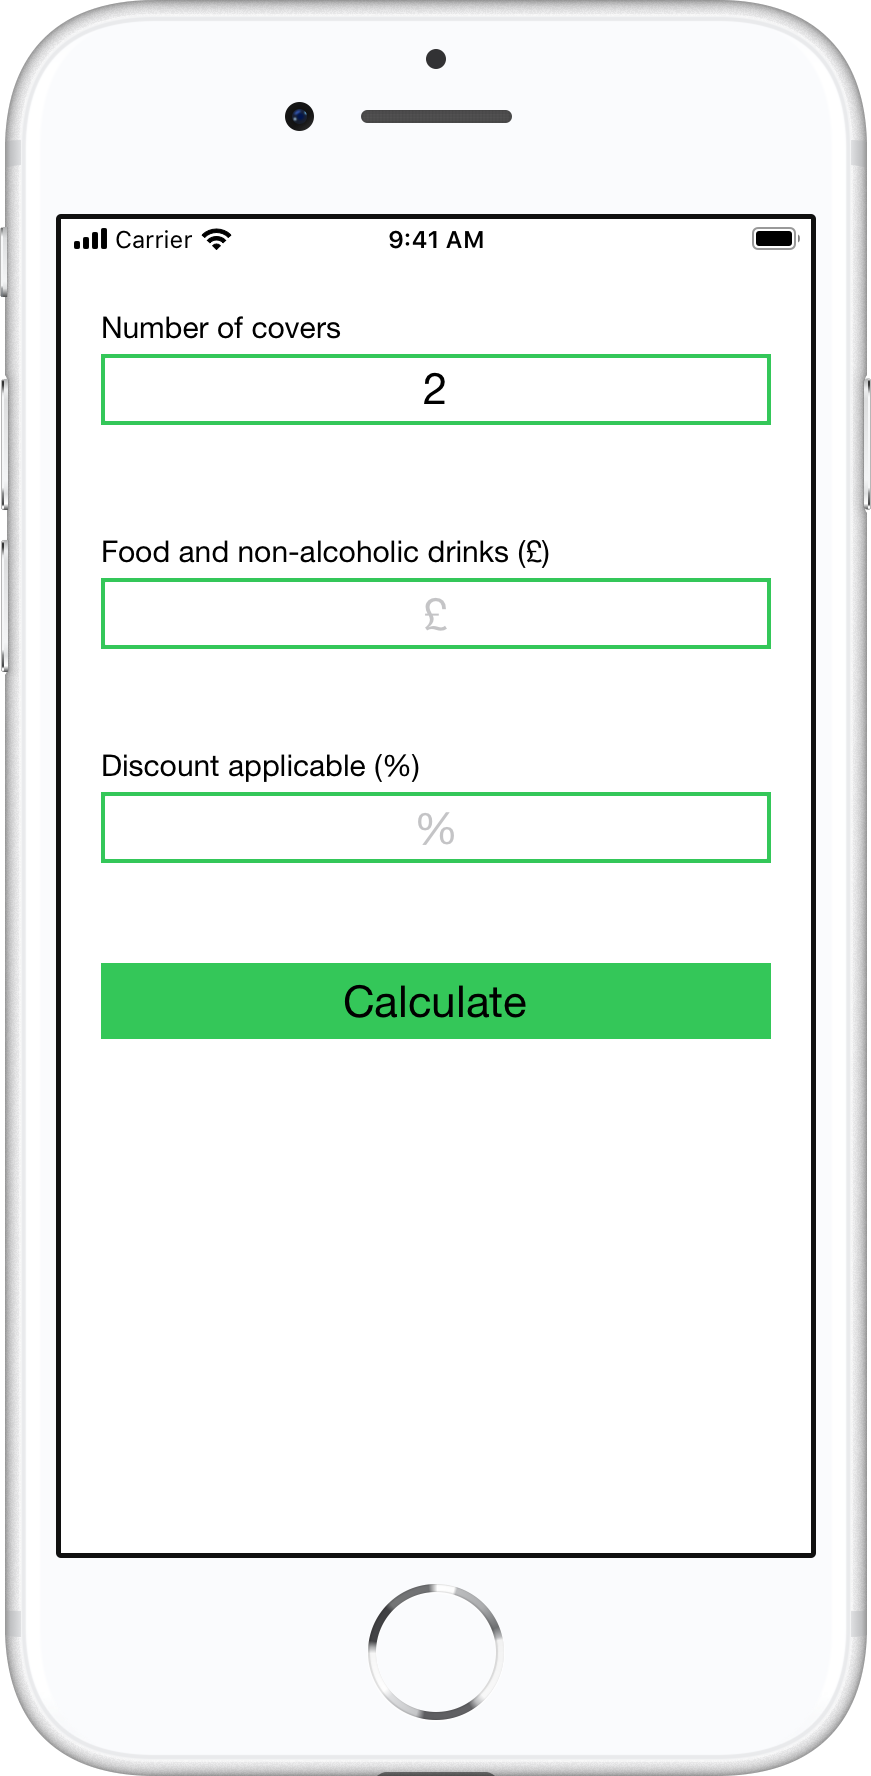 Carrier 9:41 AM
Number of covers
2
Food and non-alcoholic drinks (£)
£
Discount applicable (%)
%
Calculate